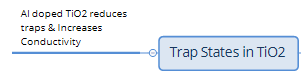 Al doped TiO2 reduces
traps & Increases
Conductivity
Trap States in TiO2